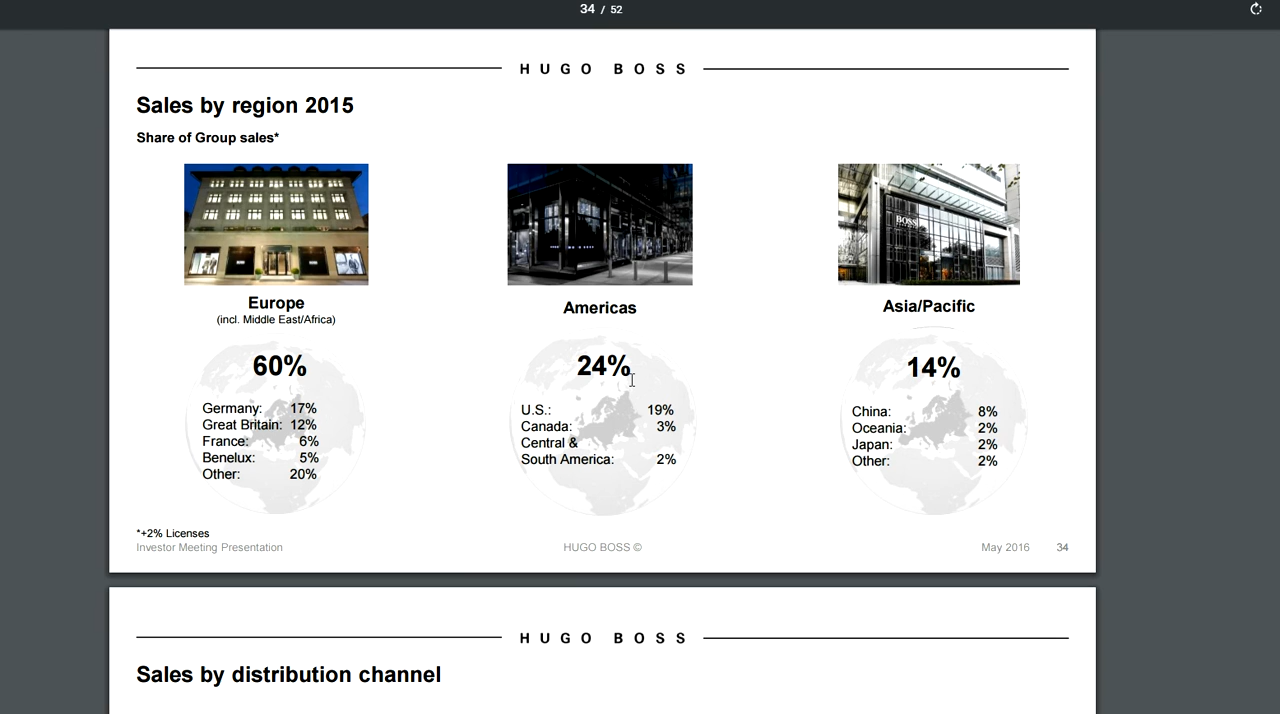 34 / 52
HUGO BOSS
Sales by region 2015
Share of Group sales*
BOSS
Europe
(incl. Middle East/Africa)
60%
Germany: 17%
Great Britain: 12%
France: 6%
Benelux: 5%
Other: 20%
Americas
24%
U.S.: 19%
Canada: 3%
Central &
South America: 2%
Asia/Pacific
14%
China: 8%
Oceania: 2%
Japan: 2%
Other: 2%
*+2% Licenses
Investor Meeting Presentation HUGO BOSS © May 2016 34
HUGO BOSS
Sales by distribution channel